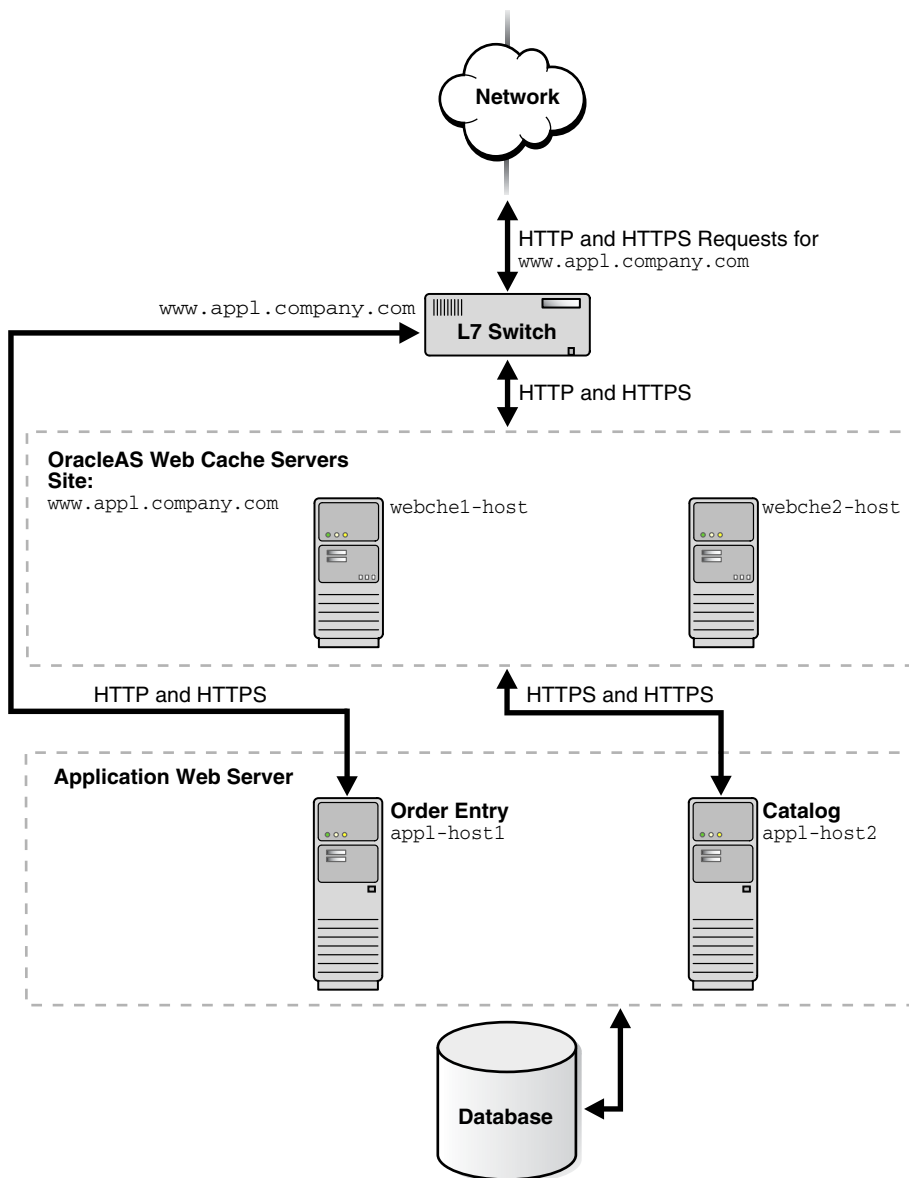 Network
HTTP and HTTPS Requests for
www.appl.company.com
www.appl.company.com
L7 Switch
HTTP and HTTPS
OracleAS Web Cache Servers
Site:
www.appl.company.com
webche1-host
webche2-host
HTTP and HTTPS
HTTPS and HTTPS
Application Web Server
Order Entry
appl-host1
Catalog
appl-host2
Database